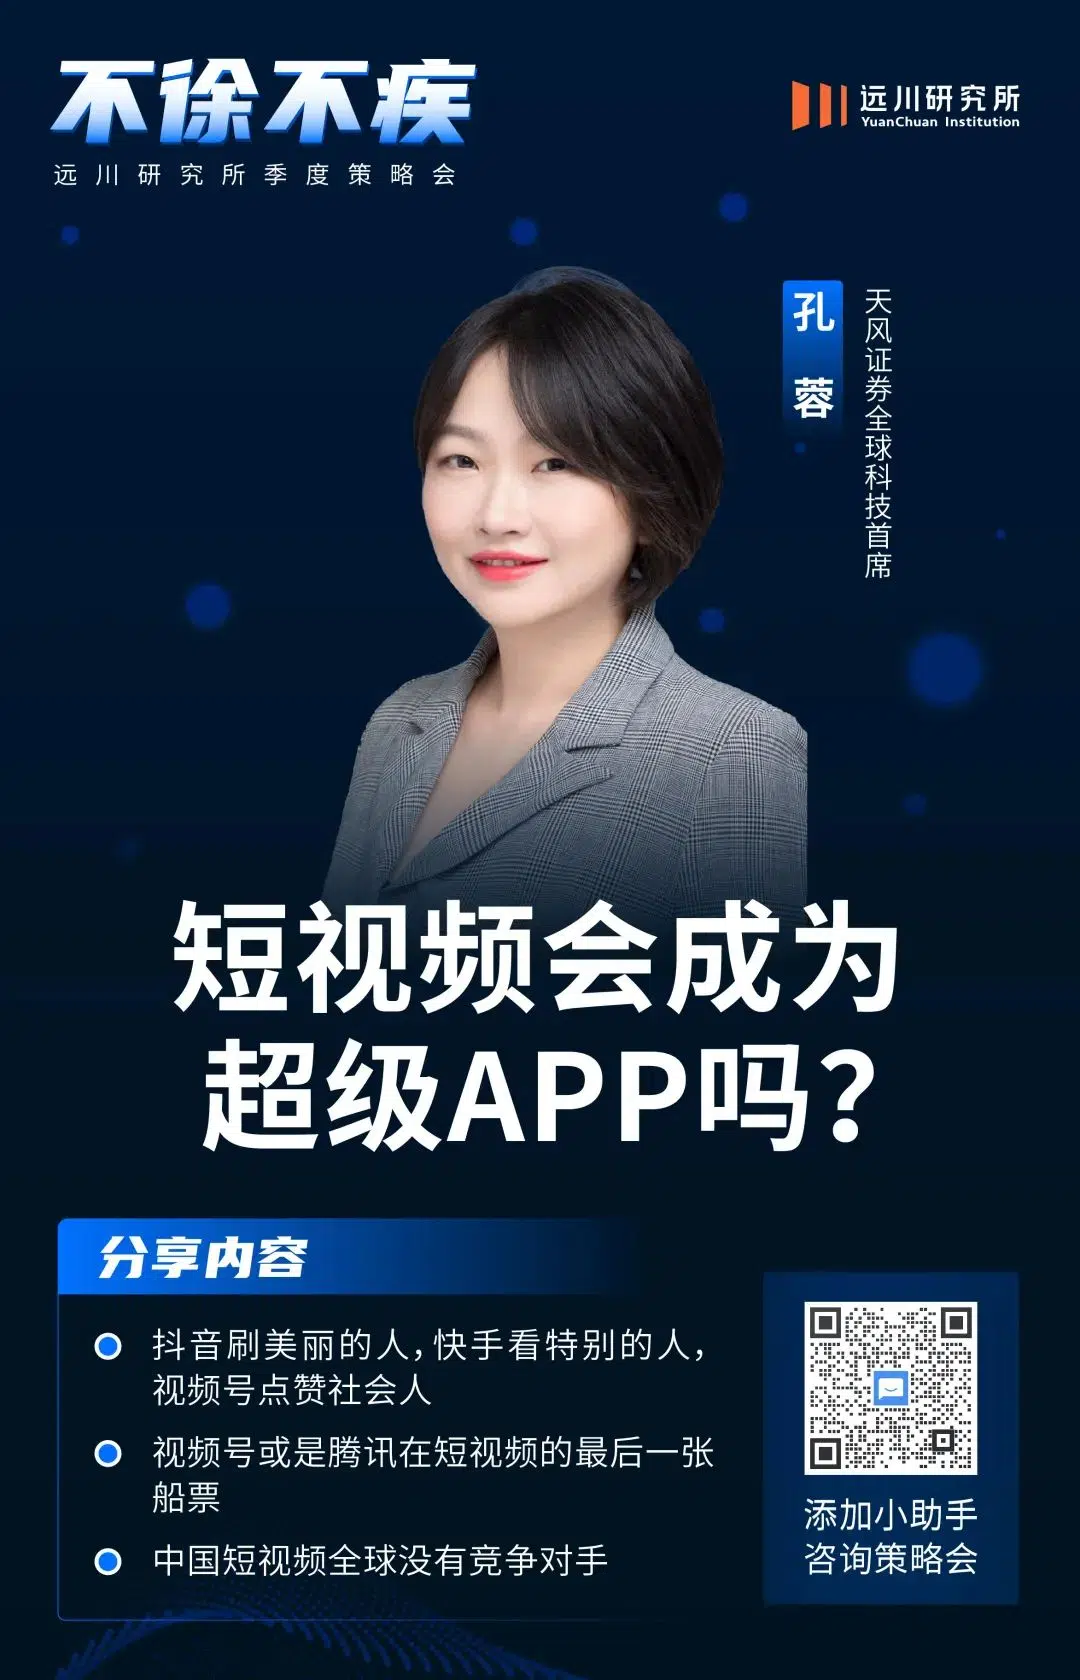 不徐不疾
远川研究所季度策略会
远川研究所
YuanChuan Institution
孔蓉
天风证券全球科技首席
短视频会成为
超级APP吗？
分享内容
抖音刷美丽的人，快手看特别的人，
视频号点赞社会人
视频号或是腾讯在短视频的最后一张
船票
中国短视频全球没有竞争对手
添加小助手
咨询策略会